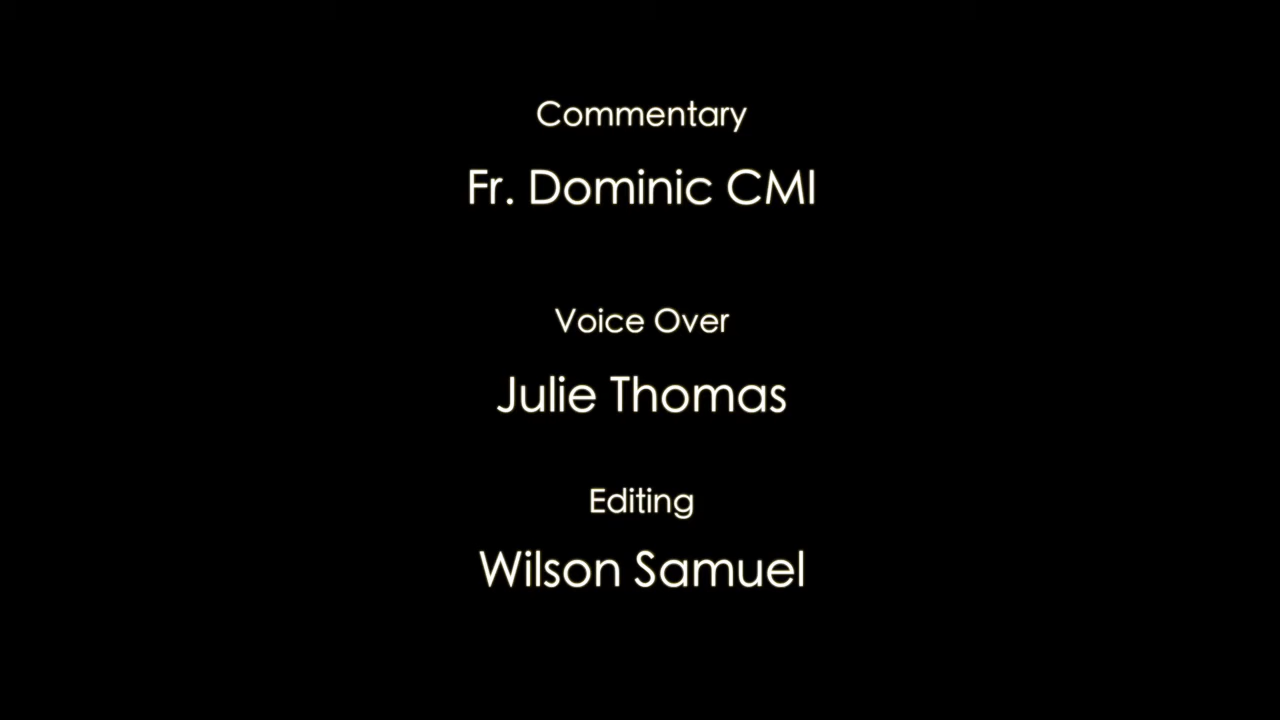 Commentary
Fr. Dominic CMI
Voice Over
Julie Thomas
Editing
Wilson Samuel